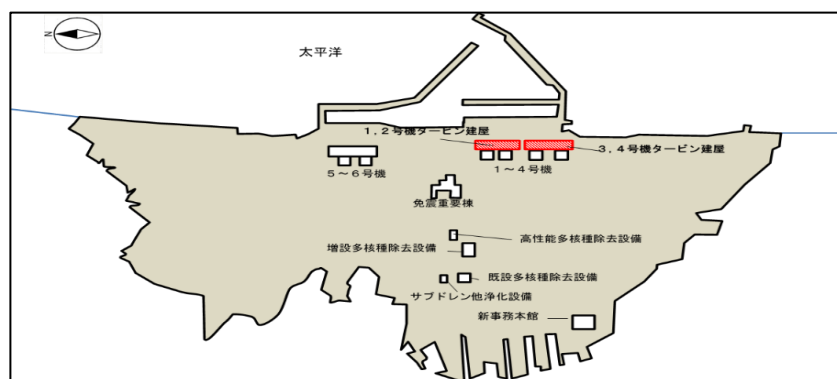 N
太平洋
1，2号機タービン建屋
3，4号機タービン建屋
5～6号機
1～4号機
免震重要棟
高性能多核種除去設備
増設多核種除去設備
既設多核種除去設備
サブドレン他浄化設備
新事務本館